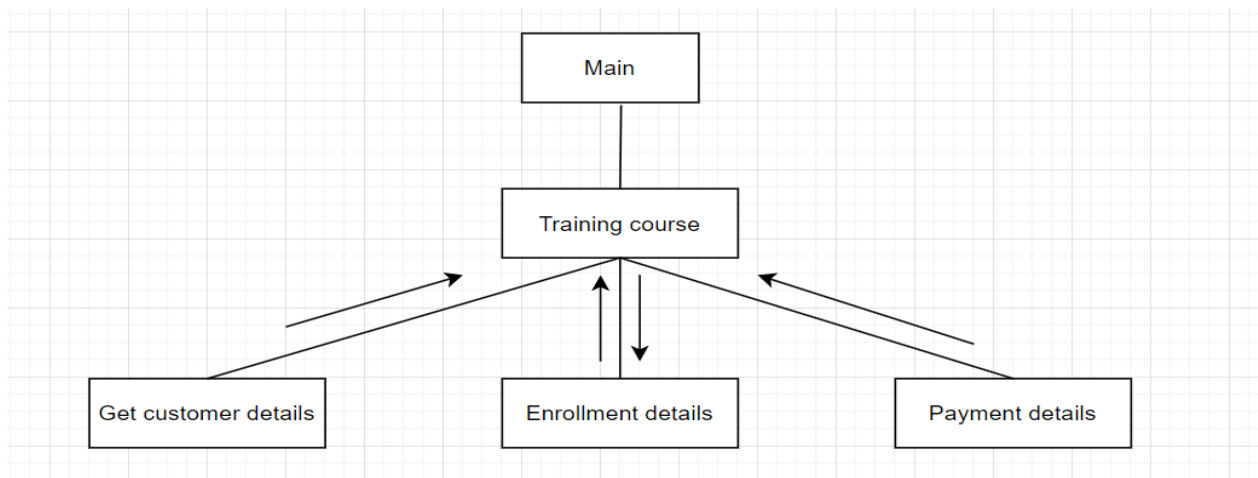 Main
Training course
Get customer details
Enrollment details
Payment details